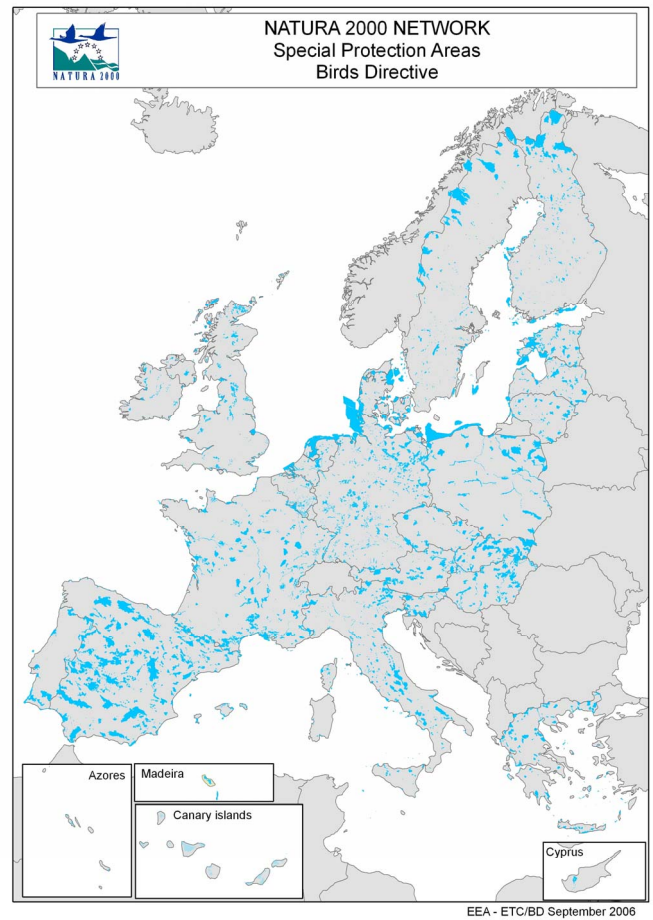 NATURA 2000 NETWORK
Special Protection Areas
Birds Directive
NATURA 2000
Azores
Madeira
Canary islands
Cyprus
EEA - ETC/BD September 2006